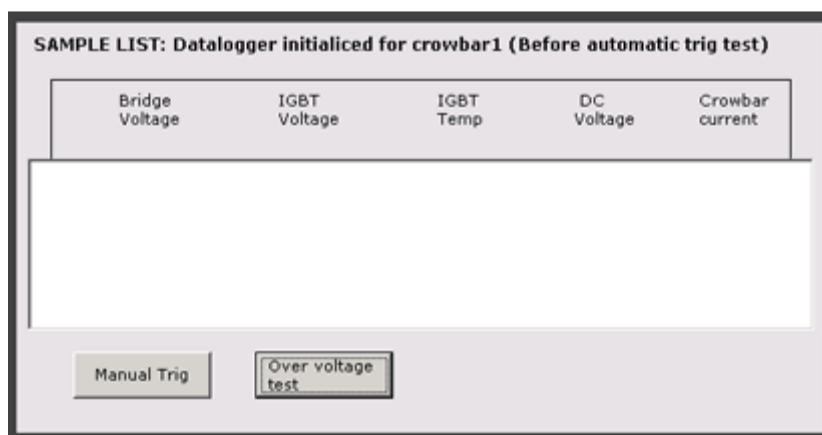 SAMPLE LIST: Datalogger initialiced for crowbar1 (Before automatic trig test)
Bridge Voltage
IGBT Voltage
IGBT Temp
DC Voltage
Crowbar current
Manual Trig
Over voltage test